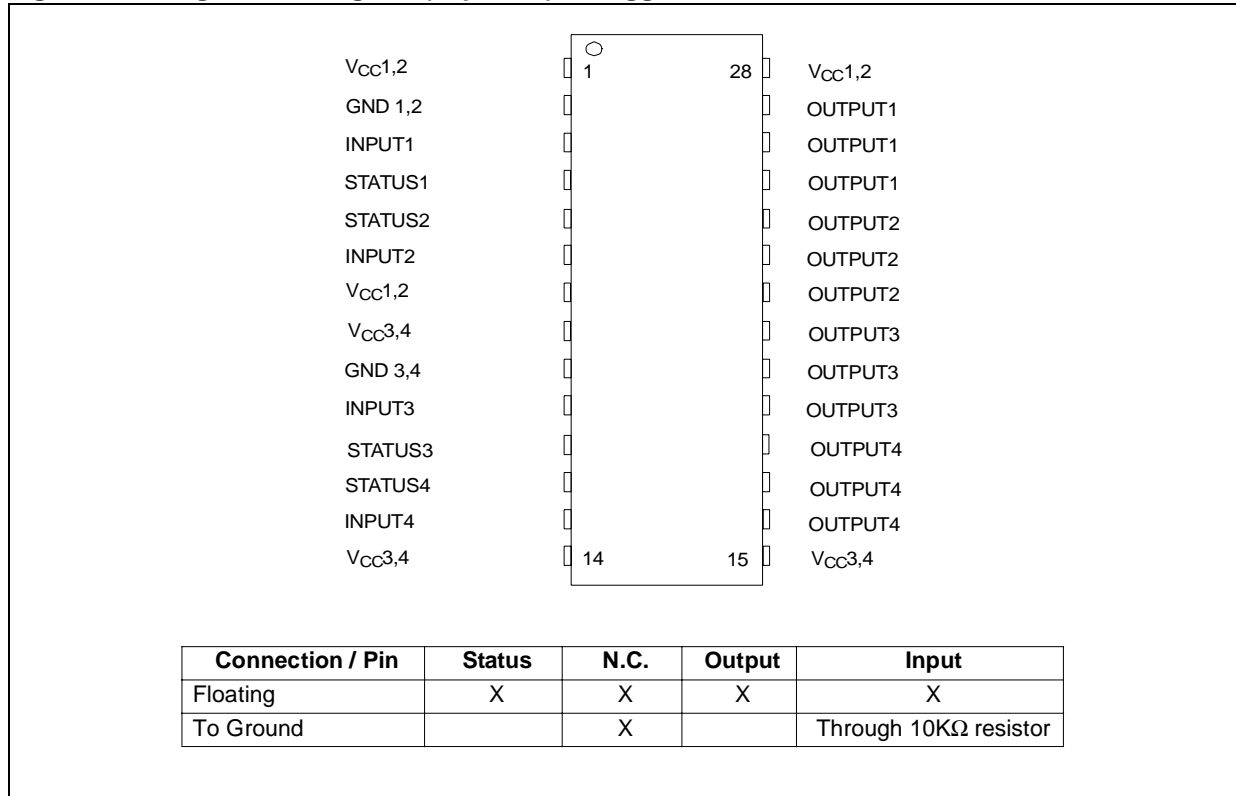 VCC1,2 1 28 VCC1,2
GND 1,2 OUTPUT1
INPUT1 OUTPUT1
STATUS1 OUTPUT1
STATUS2 OUTPUT2
INPUT2 OUTPUT2
VCC1,2 OUTPUT2
VCC3,4 OUTPUT3
GND 3,4 OUTPUT3
INPUT3 OUTPUT3
STATUS3 OUTPUT4
STATUS4 OUTPUT4
INPUT4 OUTPUT4
VCC3,4 14 15 VCC3,4
Connection / Pin Status N.C. Output Input
Floating X X X X
To Ground X Through 10KΩ resistor